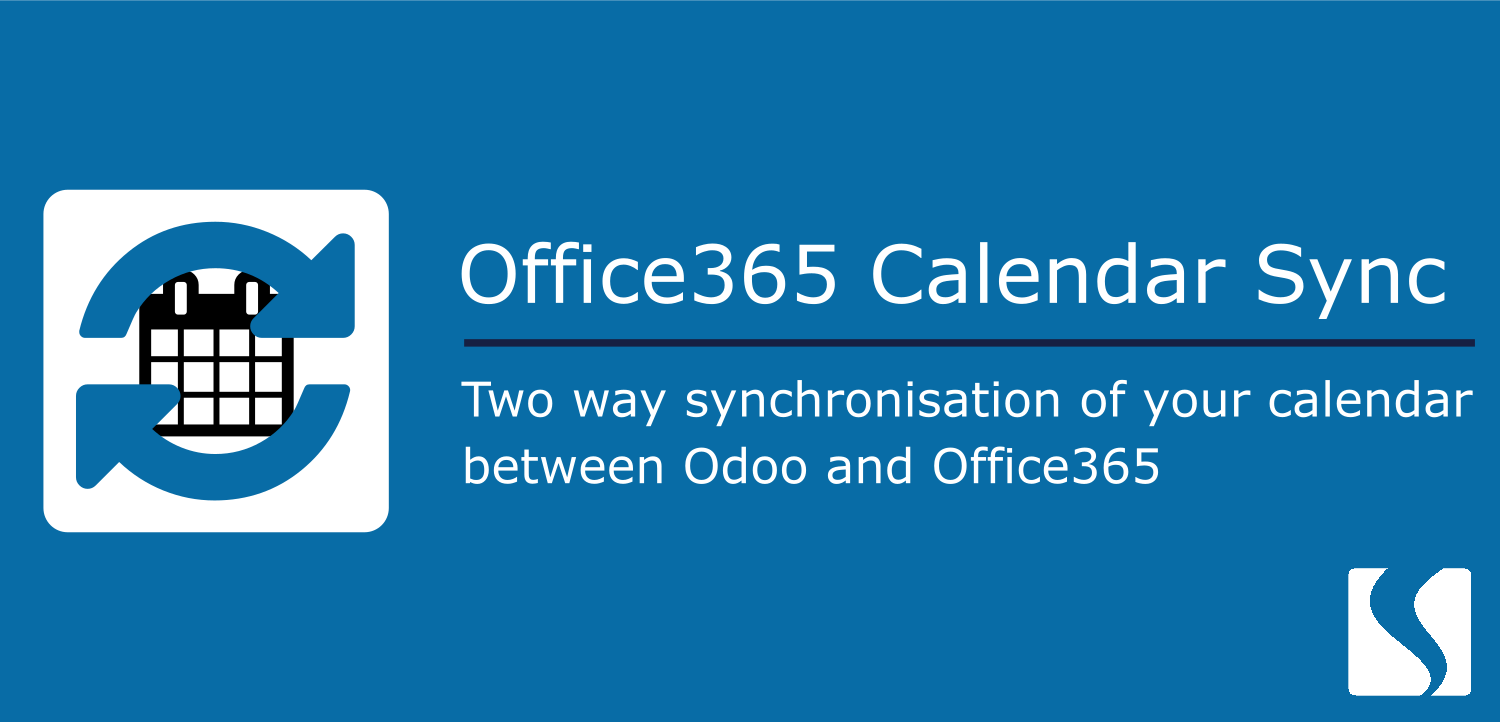 Office365 Calendar Sync
Two way synchronisation of your calendar
between Odoo and Office365